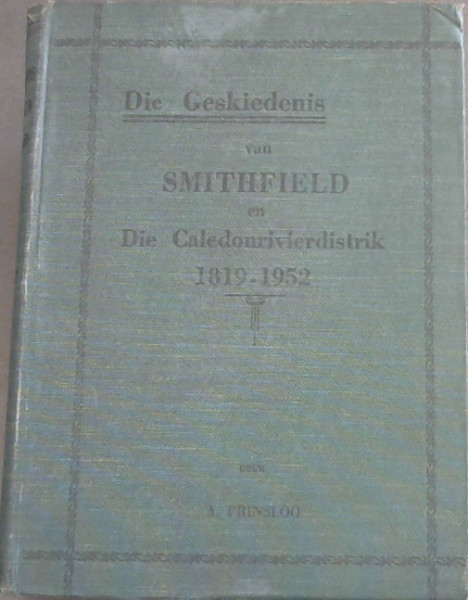 Die Geskiedenis
van
SMITHFIELD
en
Die Caledonrivierdistrik
1819-1952
DEUR
A. PRINSLOO